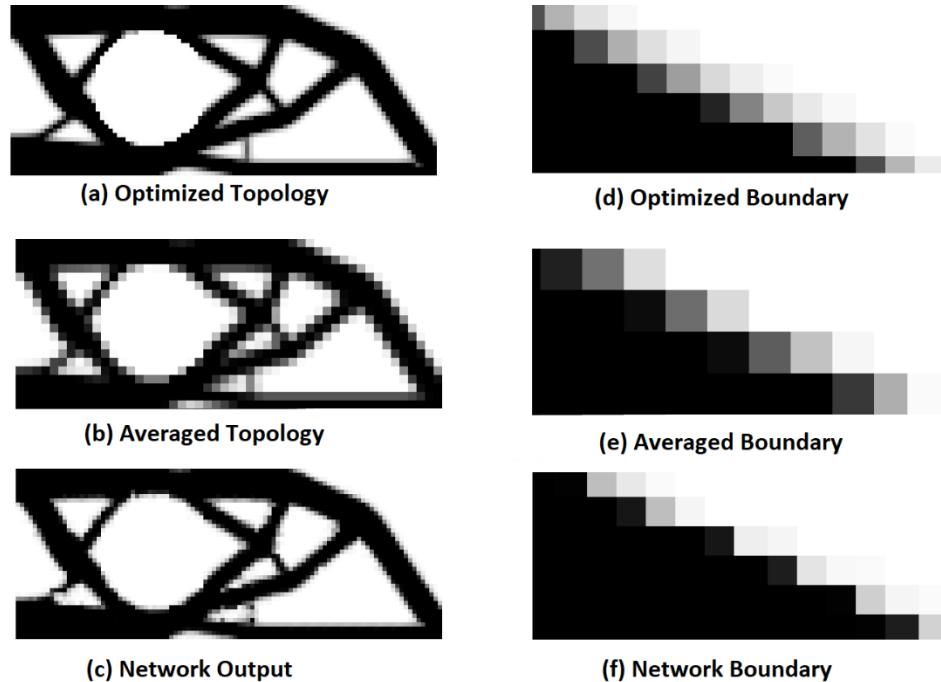 (a) Optimized Topology
(d) Optimized Boundary
(b) Averaged Topology
(e) Averaged Boundary
(c) Network Output
(f) Network Boundary